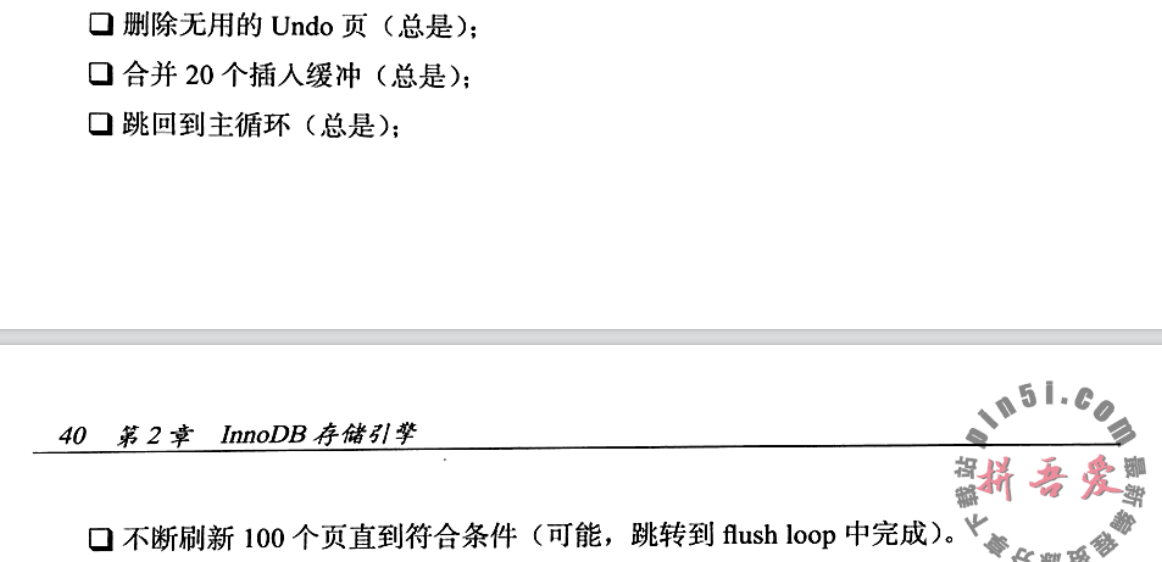 ❑ 删除无用的 Undo 页（总是）；
❑ 合并 20 个插入缓冲（总是）；
❑ 跳回到主循环（总是）；
40 第 2 章 InnoDB 存储引擎
pin5i.com
拼吾爱
❑ 不断刷新 100 个页直到符合条件（可能，跳转到 flush loop 中完成）。